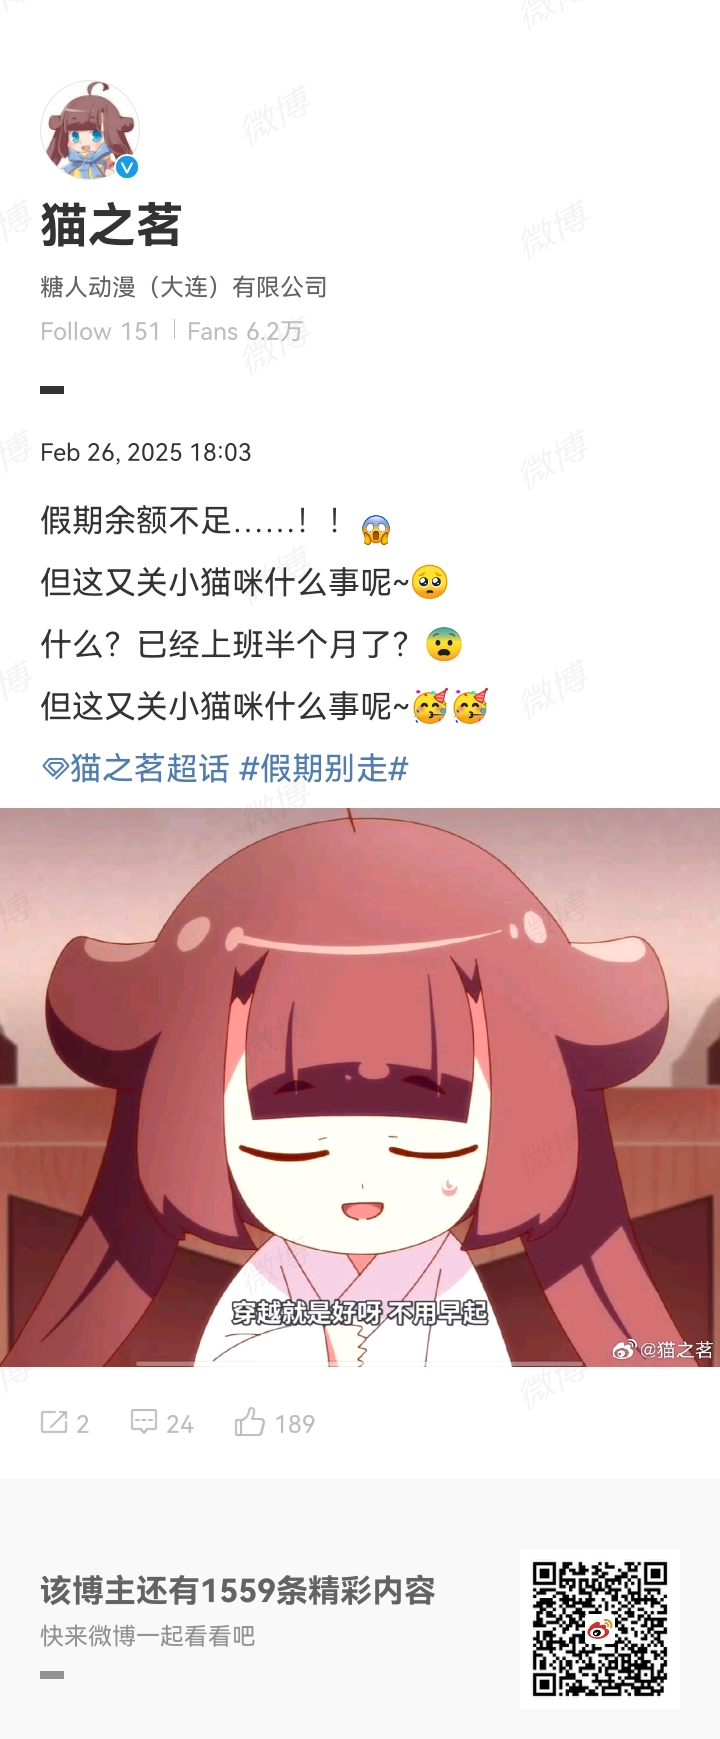 猫之茗
糖人动漫（大连）有限公司
Follow 151 | Fans 6.2万
Feb 26, 2025 18:03
假期余额不足……！！😱
但这又关小猫咪什么事呢~🥺
什么？已经上班半个月了？😨
但这又关小猫咪什么事呢~🥳🥳
猫之茗超话 #假期别走#
穿越就是好呀 不用早起
@猫之茗
2 24 189
该博主还有1559条精彩内容
快来微博一起看看吧
微博